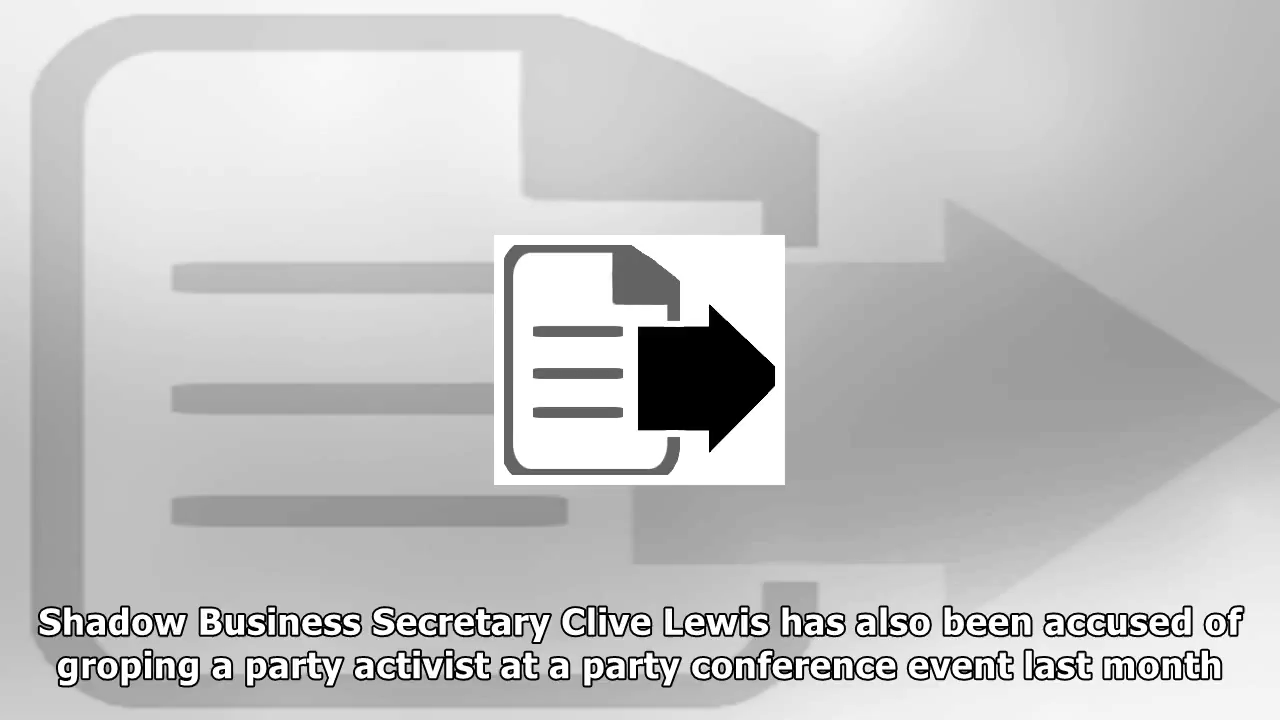 Shadow Business Secretary Clive Lewis has also been accused of
groping a party activist at a party conference event last month